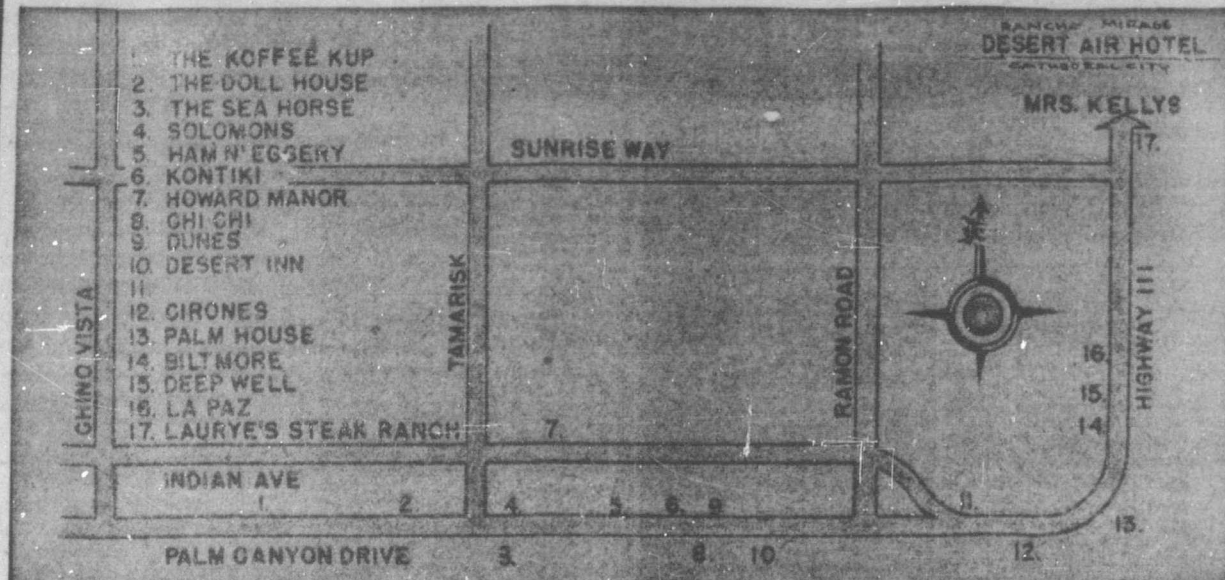 1. THE KOFFEE KUP
2. THE DOLL HOUSE
3. THE SEA HORSE
4. SOLOMONS
5. HAM N' EGGERY
6. KONTIKI
7. HOWARD MANOR
8. CHI CHI
9. DUNES
10. DESERT INN
11
12. CIRONES
13. PALM HOUSE
14. BILTMORE
15. DEEP WELL
16. LA PAZ
17. LAURYE'S STEAK RANCH
RANCHO MIRAGE
DESERT AIR HOTEL
CATHEDRAL CITY
MRS. KELLYS
17.
SUNRISE WAY
CHINO VISTA
TAMARISK
RAMON ROAD
HIGHWAY 111
16.
15.
14.
7.
INDIAN AVE
1. 2. 4. 5. 6. 9 11.
13.
PALM CANYON DRIVE 3. 8. 10 12.